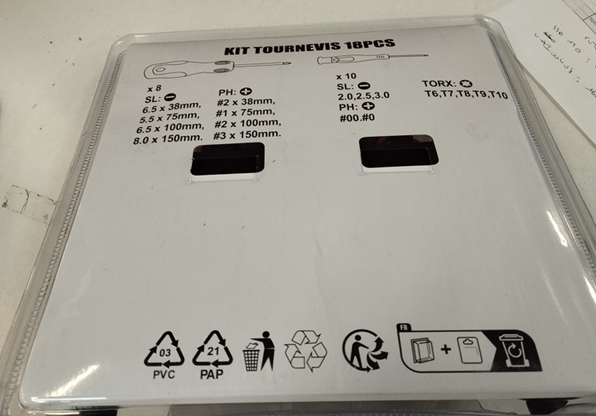 KIT TOURNEVIS 18PCS
x 8
SL:
6.5 x 38mm,
5.5 x 75mm,
6.5 x 100mm,
8.0 x 150mm.
PH:
#2 x 38mm,
#1 x 75mm,
#2 x 100mm,
#3 x 150mm.
x 10
SL:
2.0,2.5,3.0
PH:
#00.#0
TORX:
T6,T7,T8,T9,T10
03
PVC
21
PAP
FR
+